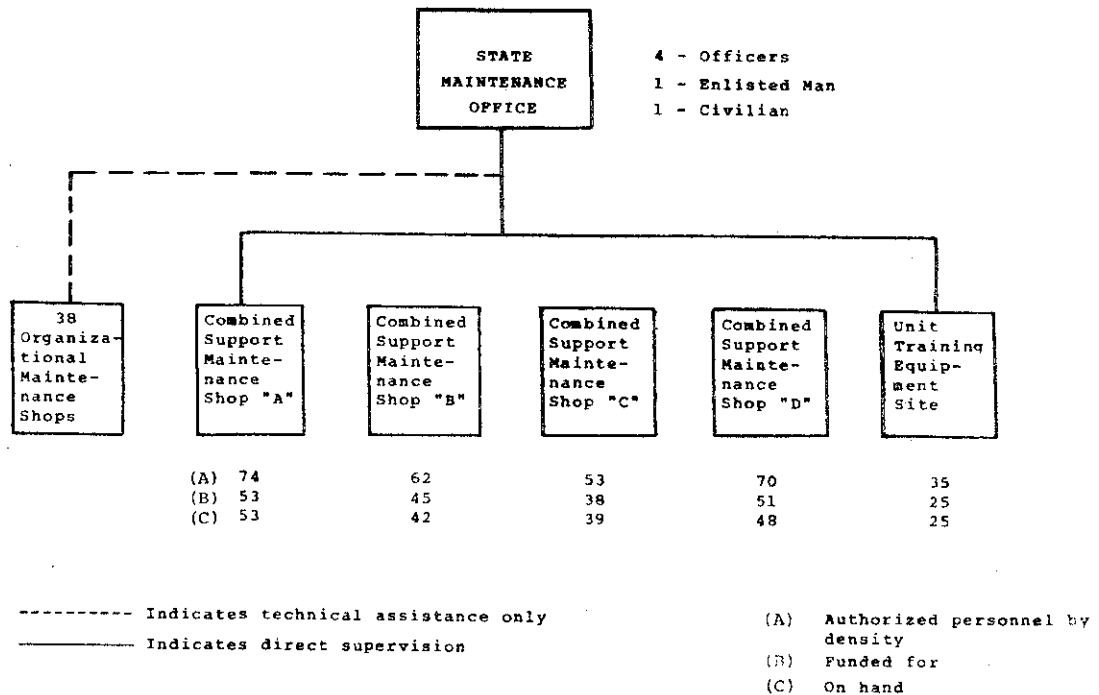 STATE
MAINTENANCE
OFFICE
4 - Officers
1 - Enlisted Man
1 - Civilian
38
Organiza-
tional
Mainte-
nance
Shops
Combined
Support
Mainte-
nance
Shop "A"
Combined
Support
Mainte-
nance
Shop "B"
Combined
Support
Mainte-
nance
Shop "C"
Combined
Support
Mainte-
nance
Shop "D"
Unit
Training
Equip-
ment
Site
(A) 74 62 53 70 35
(B) 53 45 38 51 25
(C) 53 42 39 48 25
---------- Indicates technical assistance only
Indicates direct supervision
(A) Authorized personnel by
density
(B) Funded for
(C) On hand